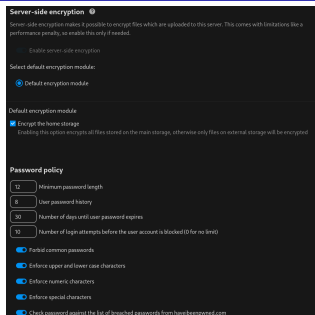 Server-side encryption
Server-side encryption makes it possible to encrypt files which are uploaded to this server. This comes with limitations like a
performance penalty, so enable this only if needed.
Enable server-side encryption
Select default encryption module:
Default encryption module
Default encryption module
Encrypt the home storage
Enabling this option encrypts all files stored on the main storage, otherwise only files on external storage will be encrypted
Password policy
12 Minimum password length
8 User password history
30 Number of days until user password expires
10 Number of login attempts before the user account is blocked (0 for no limit)
Forbid common passwords
Enforce upper and lower case characters
Enforce numeric characters
Enforce special characters
Check password against the list of breached passwords from haveibeenpwned.com